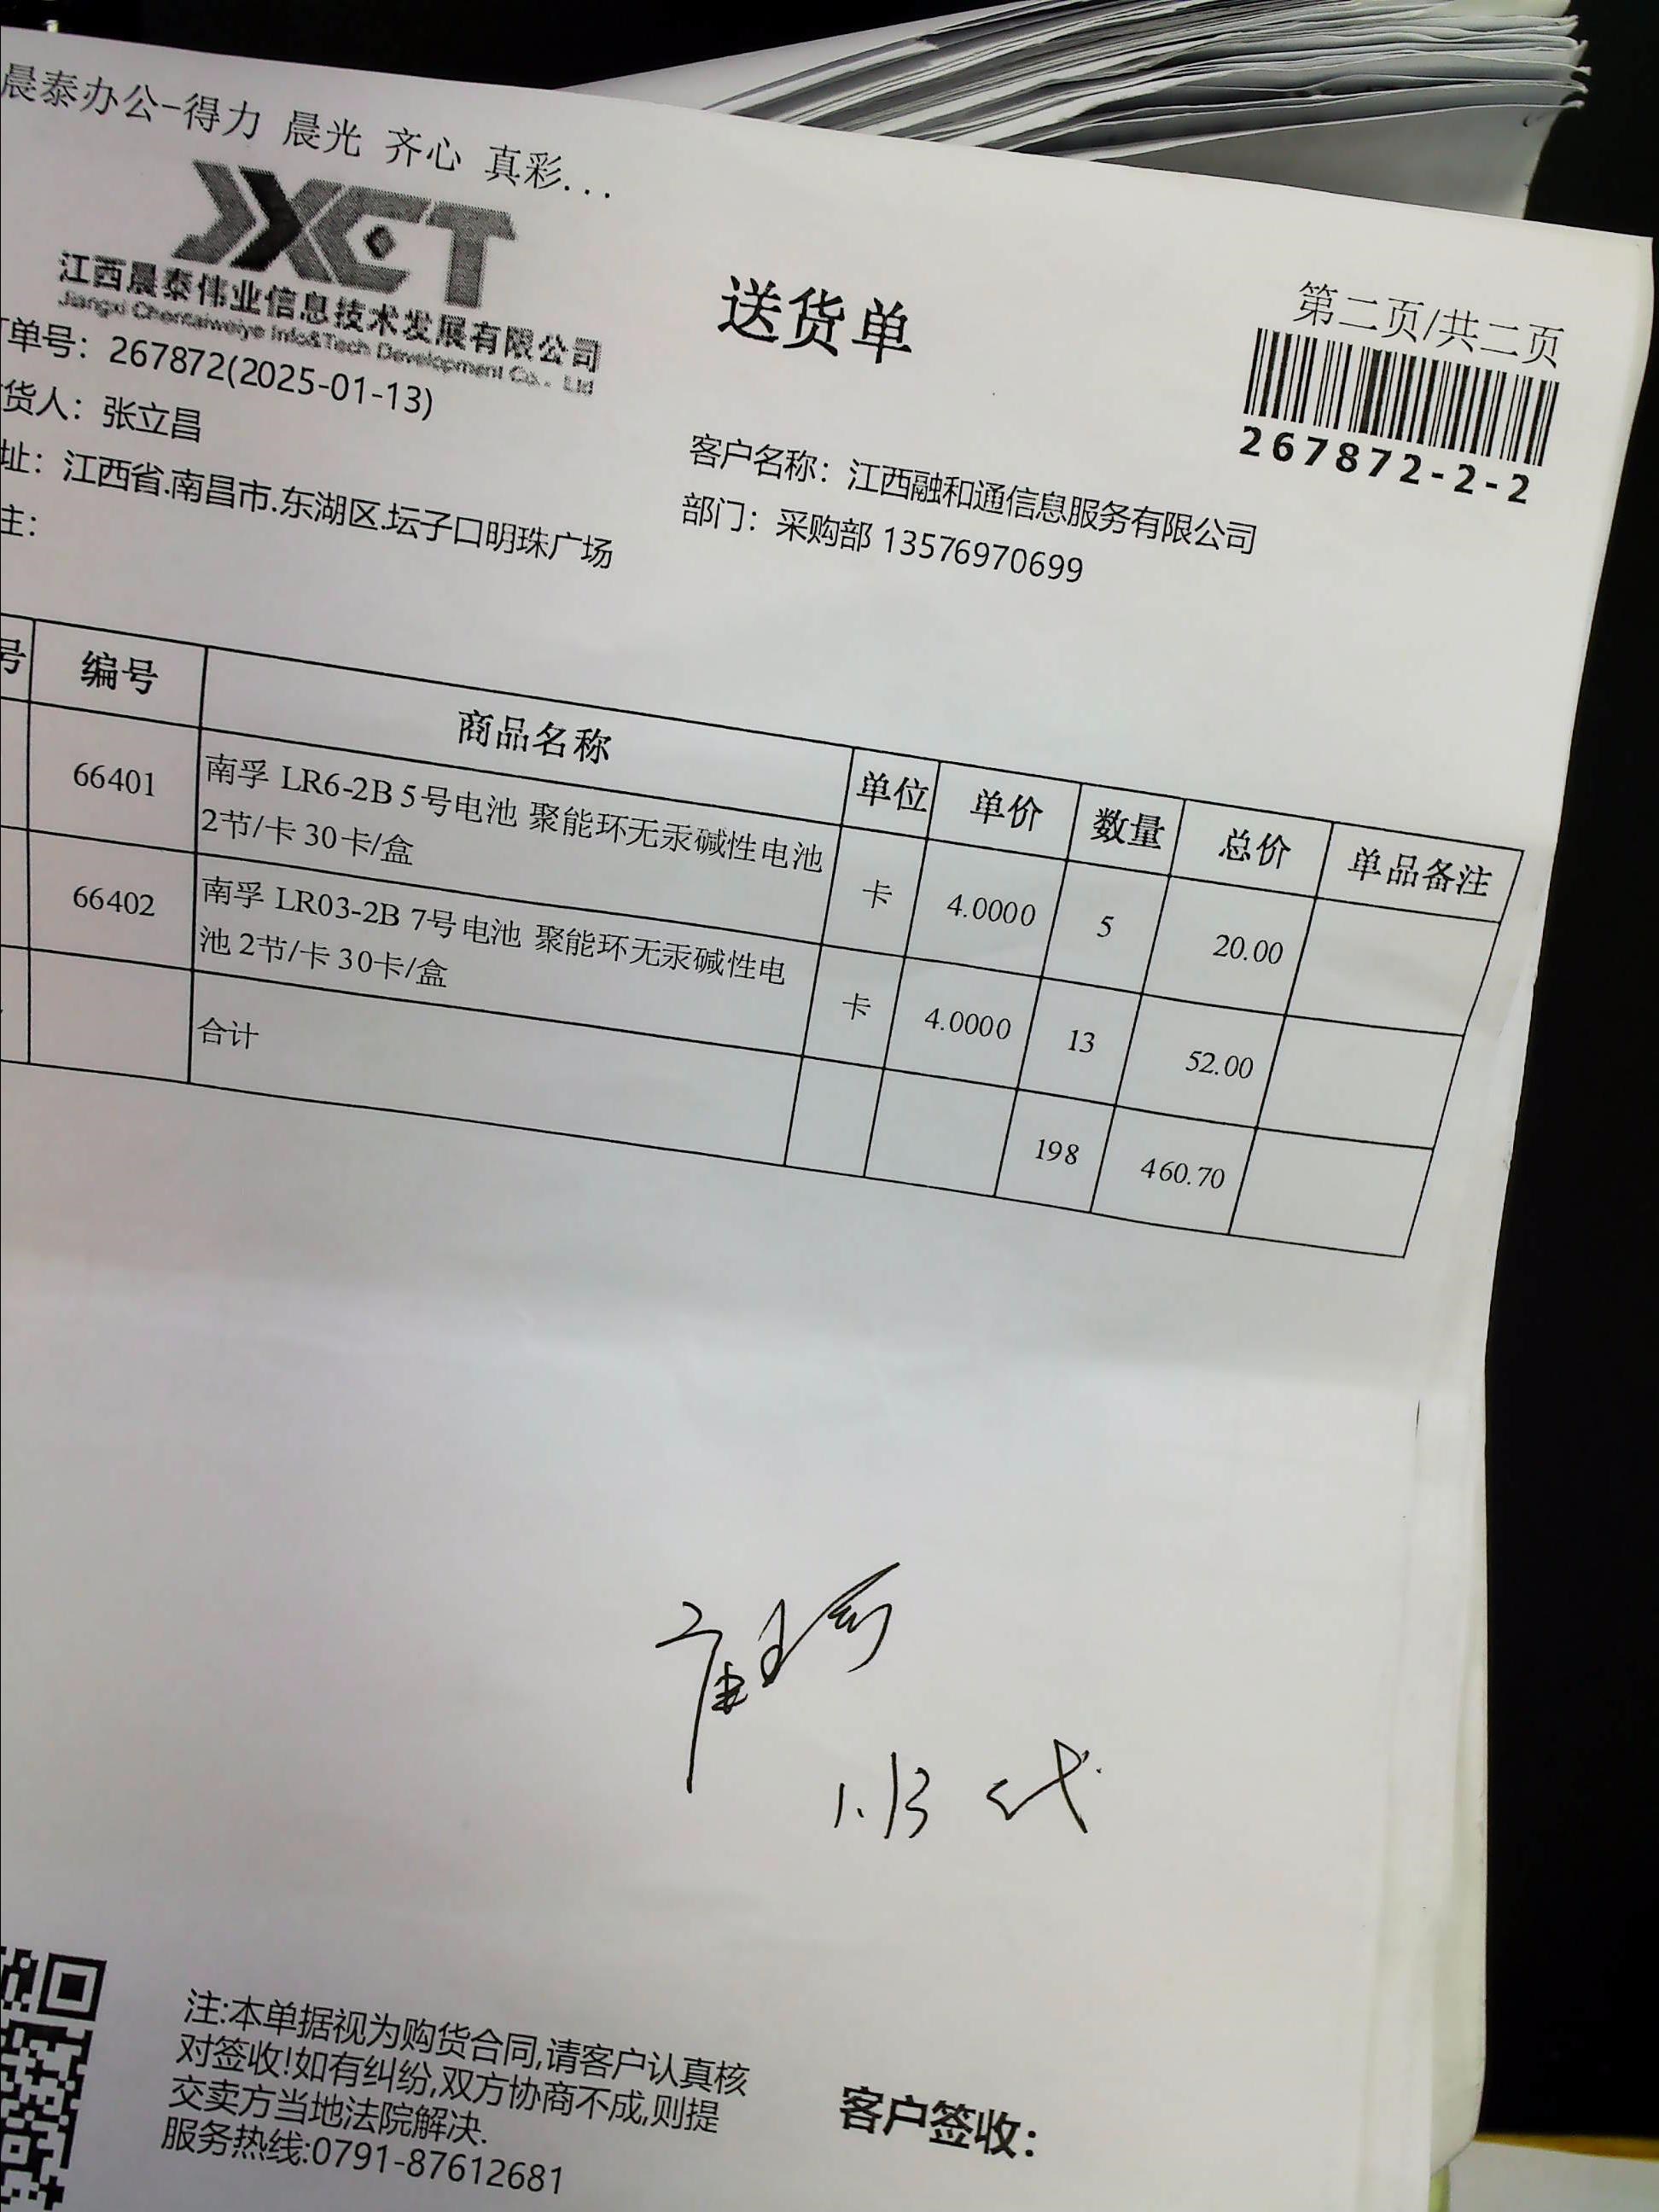 晨泰办公-得力 晨光 齐心 真彩...
JXCT
江西晨泰伟业信息技术发展有限公司
Jiangxi Chentaiweiye Info&Tech Development Co., Ltd
送货单
第二页/共二页
267872-2-2
单号: 267872(2025-01-13)
货人: 张立昌
址: 江西省.南昌市.东湖区.坛子口明珠广场
注:
客户名称: 江西融和通信息服务有限公司
部门: 采购部 13576970699
号 编号 商品名称 单位 单价 数量 总价 单品备注
66401 南孚 LR6-2B 5号电池 聚能环无汞碱性电池 2节/卡 30卡/盒 卡 4.0000 5 20.00
66402 南孚 LR03-2B 7号电池 聚能环无汞碱性电池 2节/卡 30卡/盒 卡 4.0000 13 52.00
合计 198 460.70
1.13 代
注:本单据视为购货合同,请客户认真核
对签收!如有纠纷,双方协商不成,则提
交卖方当地法院解决.
服务热线:0791-87612681
客户签收: